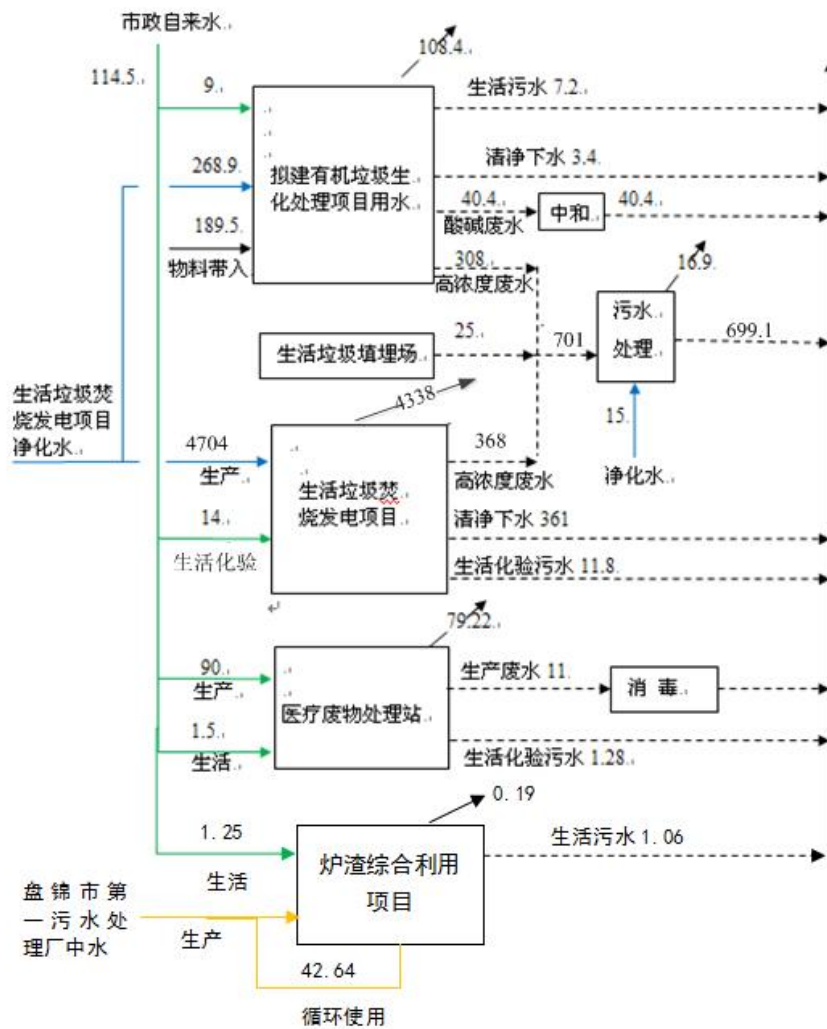 市政自来水
114.5
9
108.4
生活污水 7.2
268.9
拟建有机垃圾生
化处理项目用水
清净下水 3.4
40.4
酸碱废水
中和
40.4
189.5
物料带入
308
高浓度废水
16.9
污水
处理
699.1
生活垃圾填埋场
25
701
15
净化水
生活垃圾焚
烧发电项目
净化水
4338
4704
生产
生活垃圾焚
烧发电项目
368
高浓度废水
14
生活化验
清净下水 361
生活化验污水 11.8
79.22
90
生产
医疗废物处理站
生产废水 11
消 毒
1.5
生活
生活化验污水 1.28
0.19
1.25
生活
炉渣综合利用
项目
生活污水 1.06
盘锦市第
一污水处
理厂中水
生产
42.64
循环使用